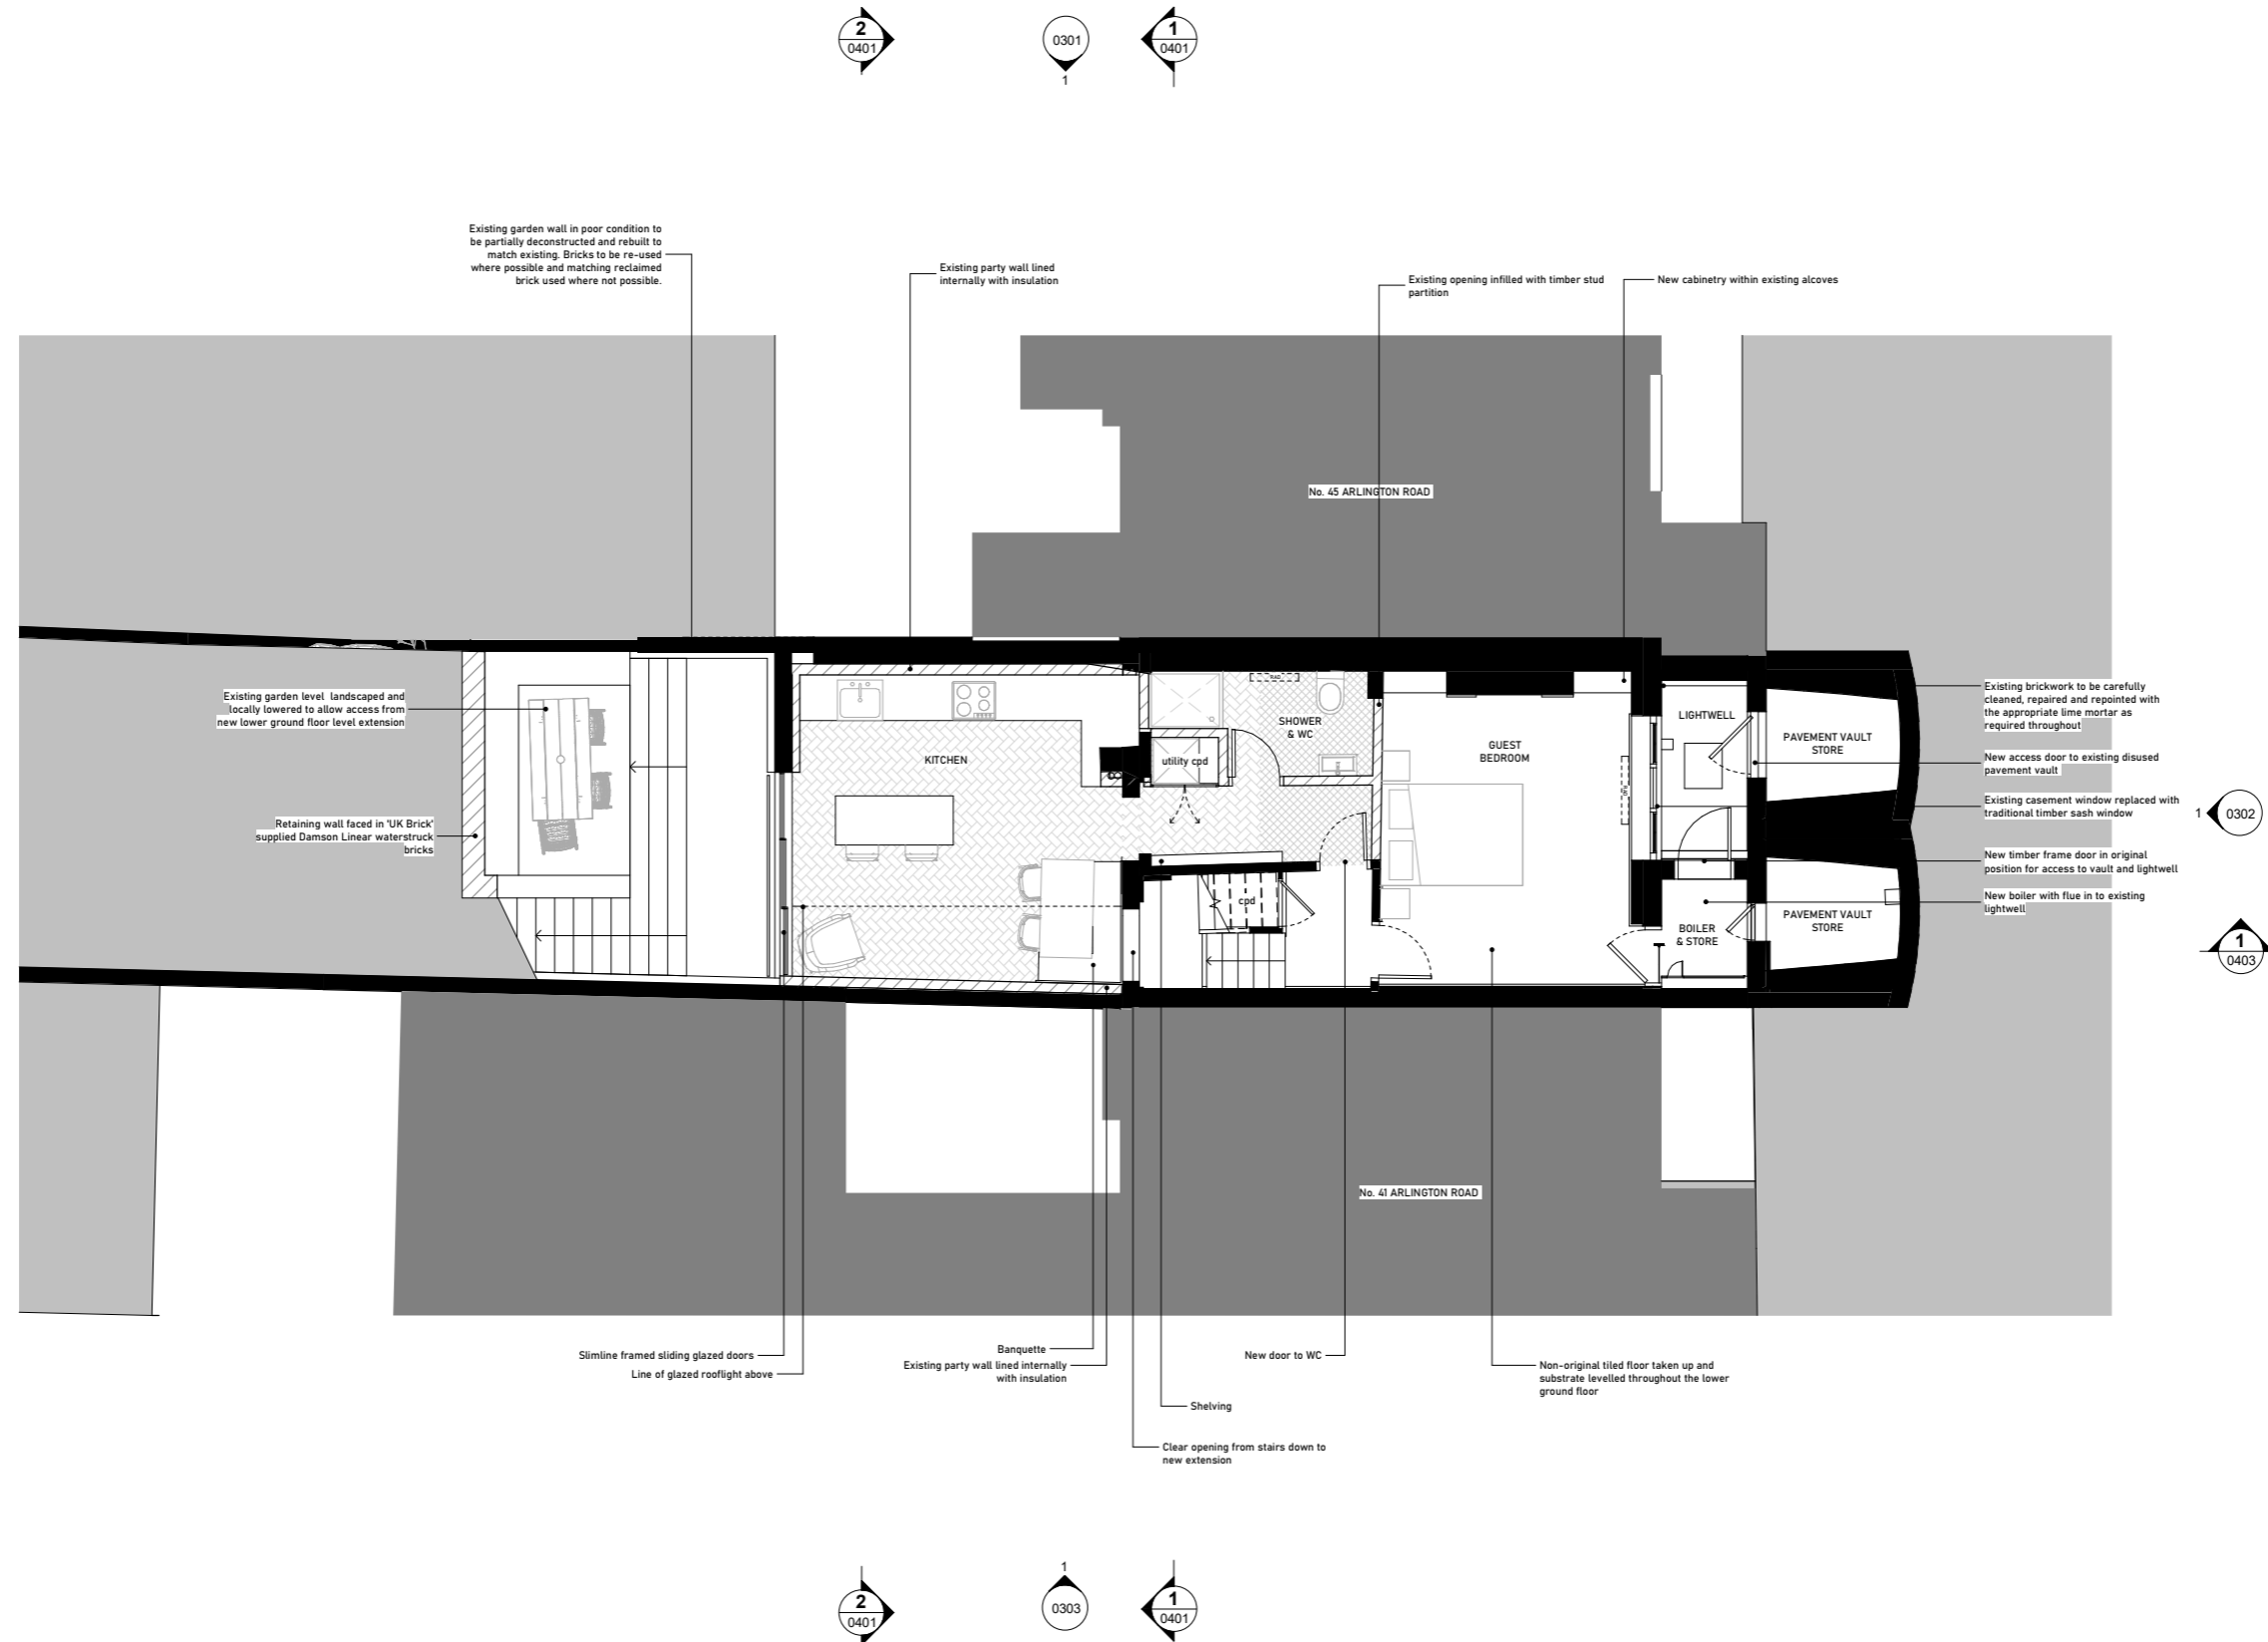 2
0401
0301
1
1
0401
Existing garden wall in poor condition to
be partially deconstructed and rebuilt to
match existing. Bricks to be re-used
where possible and matching reclaimed
brick used where not possible.
Existing party wall lined
internally with insulation
Existing opening infilled with timber stud
partition
New cabinetry within existing alcoves
No. 45 ARLINGTON ROAD
Existing garden level landscaped and
locally lowered to allow access from
new lower ground floor level extension
Retaining wall faced in 'UK Brick'
supplied Damson Linear waterstruck
bricks
KITCHEN
utility cpd
RAD
SHOWER
& WC
cpd
GUEST
BEDROOM
RAD
LIGHTWELL
BOILER
& STORE
PAVEMENT VAULT
STORE
PAVEMENT VAULT
STORE
Existing brickwork to be carefully
cleaned, repaired and repointed with
the appropriate lime mortar as
required throughout
New access door to existing disused
pavement vault
Existing casement window replaced with
traditional timber sash window
New timber frame door in original
position for access to vault and lightwell
New boiler with flue in to existing
lightwell
1
0302
1
0403
No. 41 ARLINGTON ROAD
Slimline framed sliding glazed doors
Line of glazed rooflight above
Banquette
Existing party wall lined internally
with insulation
Shelving
Clear opening from stairs down to
new extension
New door to WC
Non-original tiled floor taken up and
substrate levelled throughout the lower
ground floor
2
0401
1
0303
1
0401